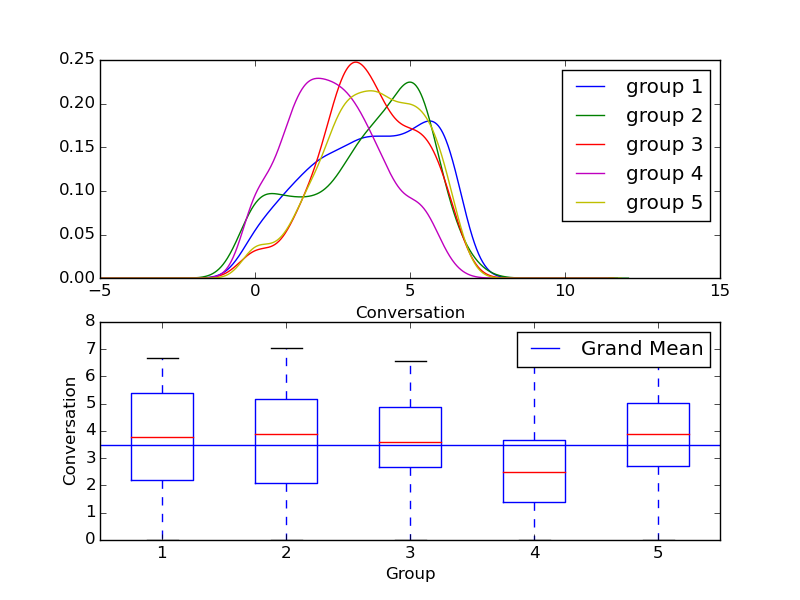 0.25
0.20
0.15
0.10
0.05
0.00
−5 0 5 10 15
group 1
group 2
group 3
group 4
group 5
Conversation
8
7
6
5
4
3
2
1
0
Conversation
Grand Mean
1 2 3 4 5
Group